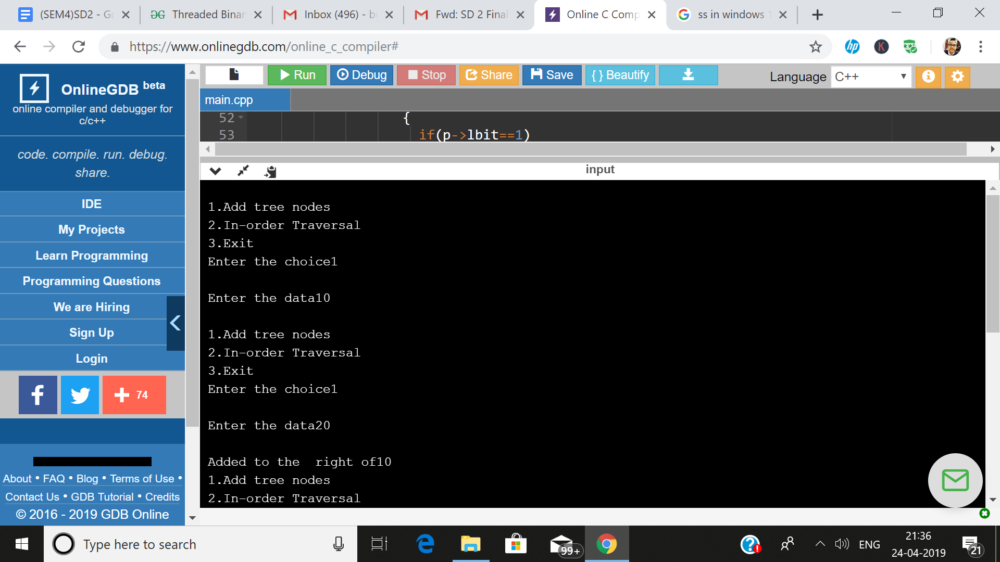 (SEM4)SD2 - Go
Threaded Binar
Inbox (496) - b
Fwd: SD 2 Final
Online C Comp
ss in windows 1
https://www.onlinegdb.com/online_c_compiler#
hp
K
Run
Debug
Stop
Share
Save
{ } Beautify
Language
C++
OnlineGDB beta
online compiler and debugger for
c/c++
code. compile. run. debug.
share.
IDE
My Projects
Learn Programming
Programming Questions
We are Hiring
Sign Up
Login
74
About • FAQ • Blog • Terms of Use •
Contact Us • GDB Tutorial • Credits
© 2016 - 2019 GDB Online
main.cpp
52 {
53 if(p->lbit==1)
input
1.Add tree nodes
2.In-order Traversal
3.Exit
Enter the choice1
Enter the data10
1.Add tree nodes
2.In-order Traversal
3.Exit
Enter the choice1
Enter the data20
Added to the  right of10
1.Add tree nodes
2.In-order Traversal
Type here to search
99+
ENG
21:36
24-04-2019
21